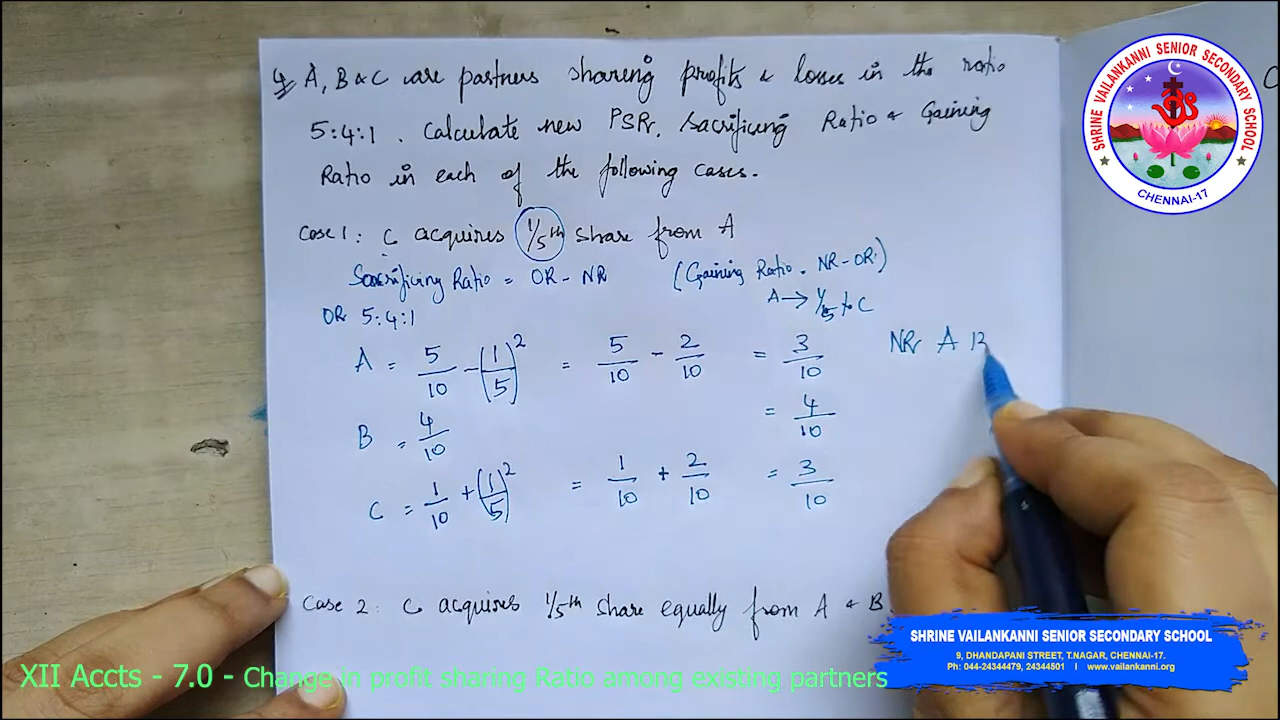 4 A, B & C are partners sharing profits & losses in the ratio
5:4:1 . Calculate new PSR, Sacrificing Ratio & Gaining
Ratio in each of the following cases.
Case 1 : C acquires 1/5th share from A
Sacrificing Ratio = OR - NR (Gaining Ratio = NR - OR)
A → 1/5 to C
OR 5:4:1
A = 5/10 - (1/5)2 = 5/10 - 2/10 = 3/10
NR A B
B = 4/10 = 4/10
C = 1/10 + (1/5)2 = 1/10 + 2/10 = 3/10
Case 2 : C acquires 1/5th share equally from A & B.
SHRINE VAILANKANNI SENIOR SECONDARY SCHOOL
CHENNAI-17
SHRINE VAILANKANNI SENIOR SECONDARY SCHOOL
9, DHANDAPANI STREET, T.NAGAR, CHENNAI-17.
Ph: 044-24344479, 24344501 I www.vailankanni.org
XII Accts - 7.0 - Change in profit sharing Ratio among existing partners